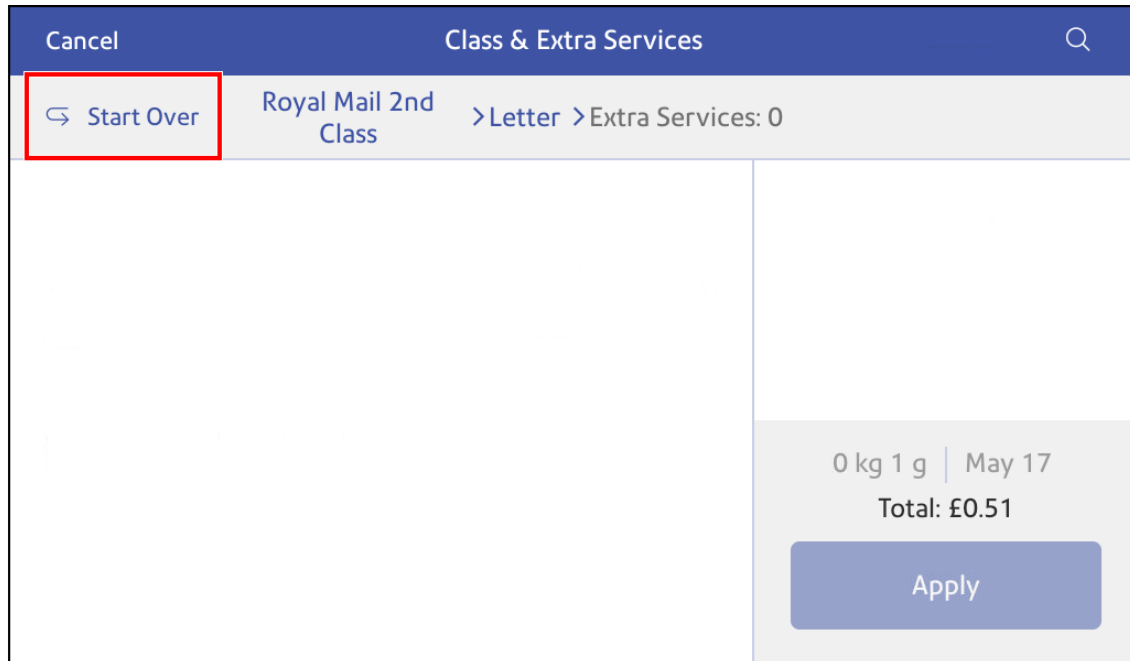 Cancel
Class & Extra Services
Start Over
Royal Mail 2nd
Class
>Letter >Extra Services: 0
0 kg 1 g | May 17
Total: £0.51
Apply